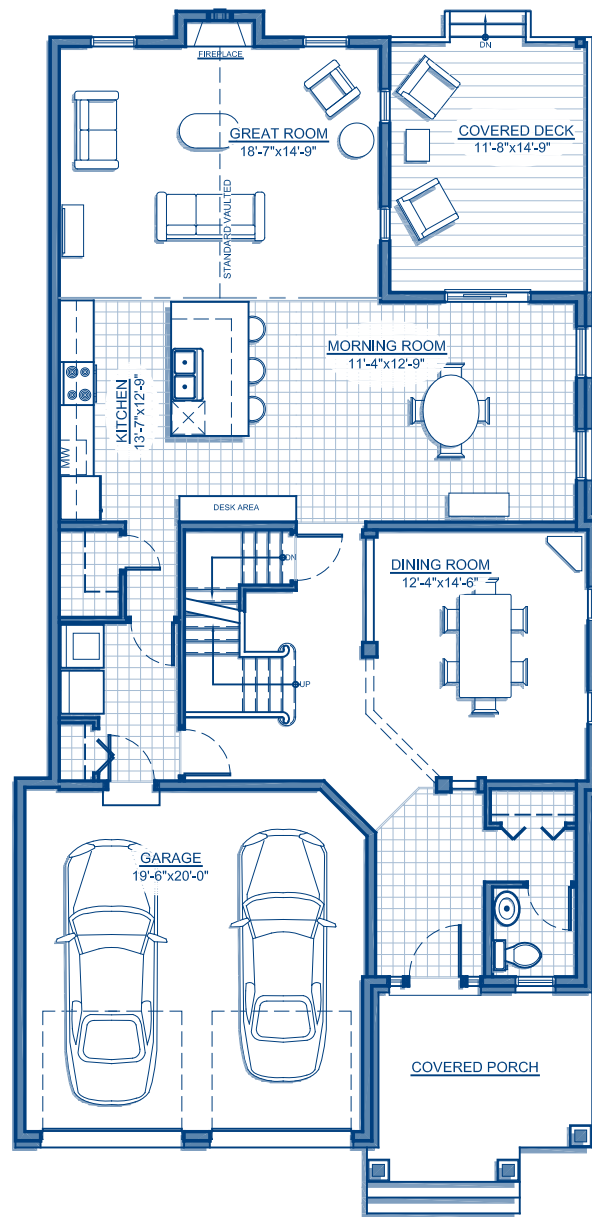 DN
FIREPLACE
GREAT ROOM
18'-7"x14'-9"
COVERED DECK
11'-8"x14'-9"
STANDARD VAULTED
MORNING ROOM
11'-4"x12'-9"
KITCHEN
13'-7"x12'-9"
MW
DESK AREA
DN
DINING ROOM
12'-4"x14'-6"
UP
GARAGE
19'-6"x20'-0"
COVERED PORCH